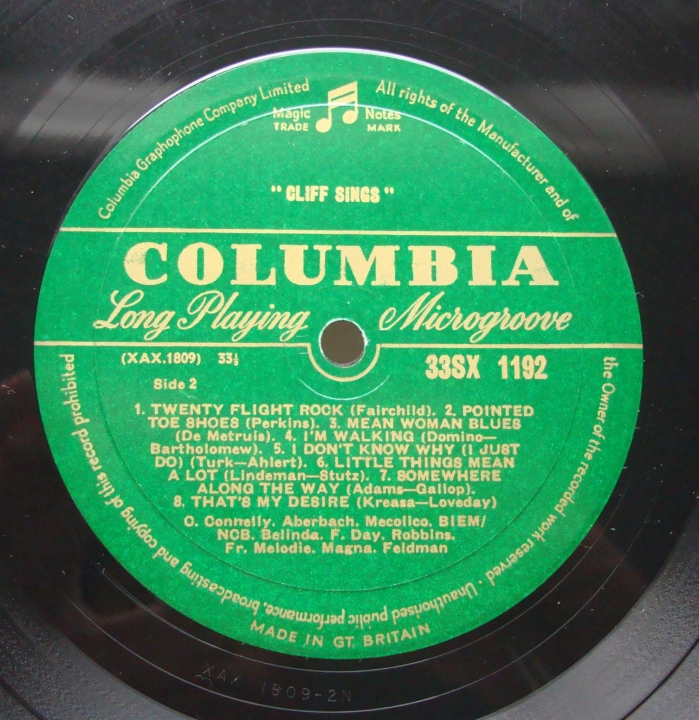 Columbia Graphophone Company Limited
Magic Notes
TRADE MARK
All rights of the Manufacturer and of
the Owner of the recorded work reserved · Unauthorised public performance, broadcasting and copying of this record prohibited
"CLIFF SINGS"
COLUMBIA
Long Playing Microgroove
(XAX.1809) 33⅓
33SX 1192
Side 2
1. TWENTY FLIGHT ROCK (Fairchild). 2. POINTED
TOE SHOES (Perkins). 3. MEAN WOMAN BLUES
(De Metruis). 4. I'M WALKING (Domino—
Bartholomew). 5. I DON'T KNOW WHY (I JUST
DO) (Turk—Ahlert). 6. LITTLE THINGS MEAN
A LOT (Lindeman—Stutz). 7. SOMEWHERE
ALONG THE WAY (Adams—Gallop).
8. THAT'S MY DESIRE (Kreasa—Loveday)
O. Connelly. Aberbach. Mecolico. BIEM/
NCB. Belinda. F. Day. Robbins.
Fr. Melodie. Magna. Feldman
MADE IN GT. BRITAIN
XAX 1809-2N